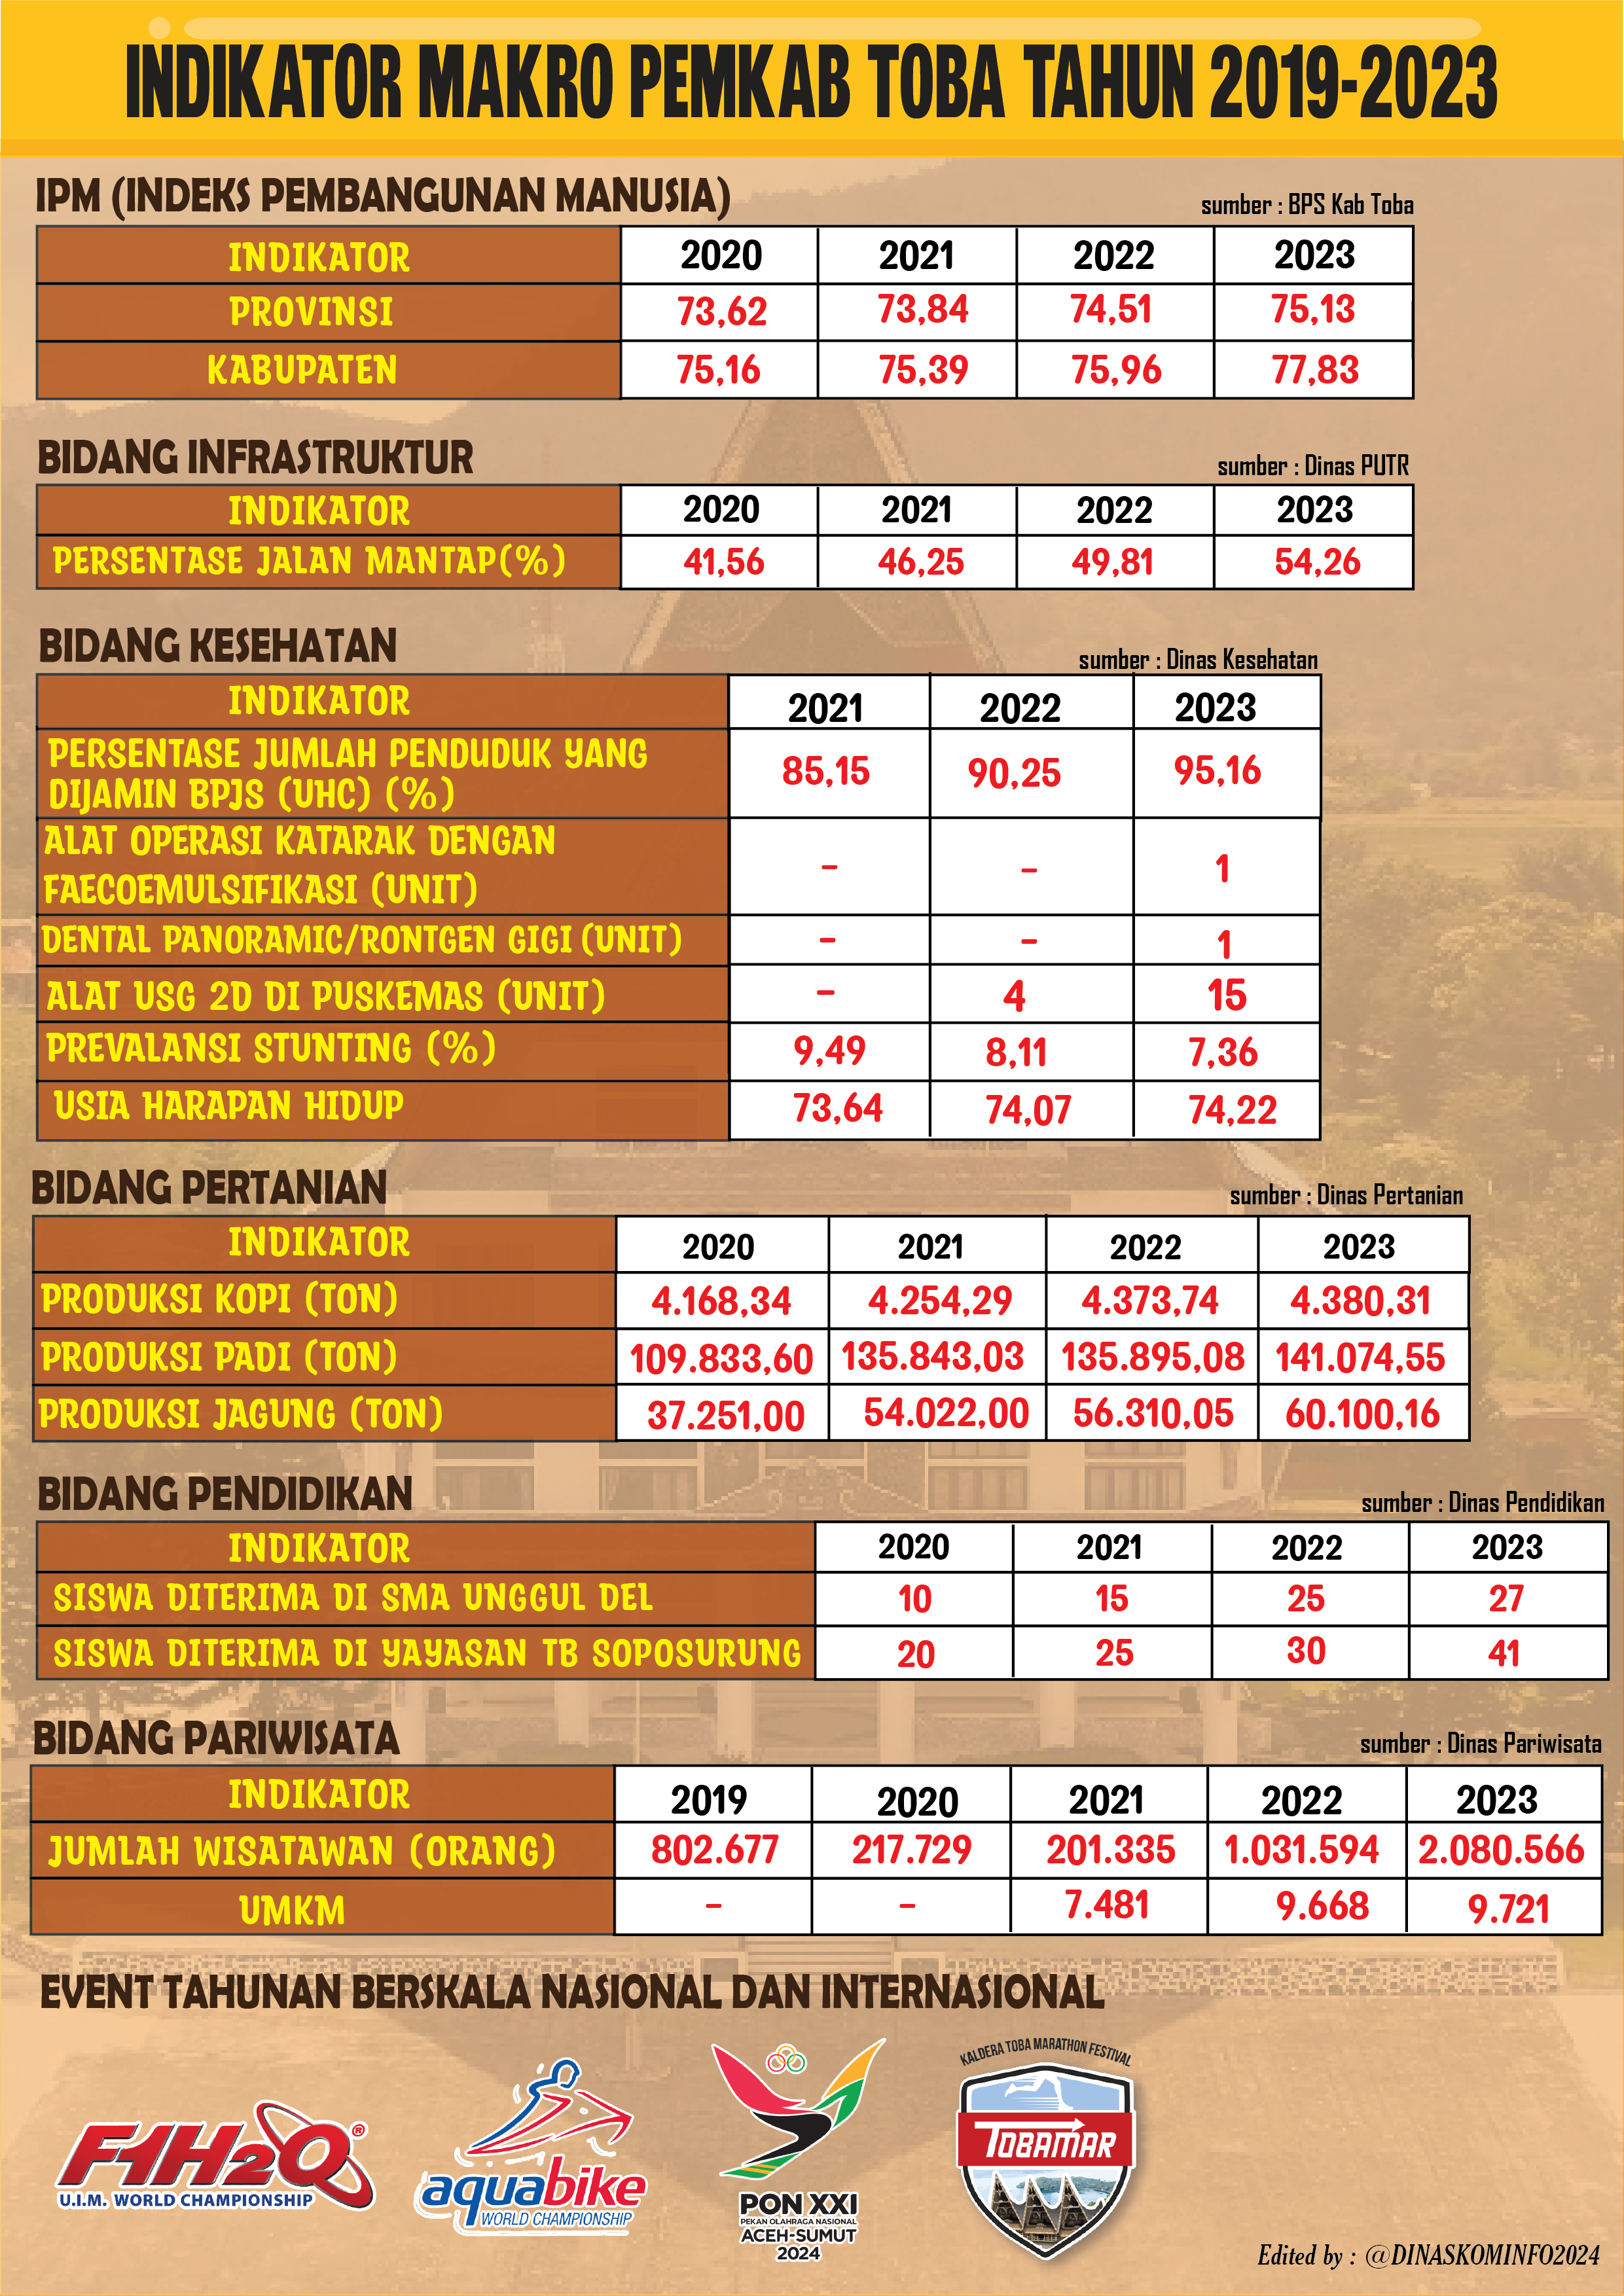 INDIKATOR MAKRO PEMKAB TOBA TAHUN 2019-2023
IPM (INDEKS PEMBANGUNAN MANUSIA)
sumber : BPS Kab Toba
INDIKATOR 2020 2021 2022 2023
PROVINSI 73,62 73,84 74,51 75,13
KABUPATEN 75,16 75,39 75,96 77,83
BIDANG INFRASTRUKTUR
sumber : Dinas PUTR
INDIKATOR 2020 2021 2022 2023
PERSENTASE JALAN MANTAP(%) 41,56 46,25 49,81 54,26
BIDANG KESEHATAN
sumber : Dinas Kesehatan
INDIKATOR 2021 2022 2023
PERSENTASE JUMLAH PENDUDUK YANG
DIJAMIN BPJS (UHC) (%) 85,15 90,25 95,16
ALAT OPERASI KATARAK DENGAN
FAECOEMULSIFIKASI (UNIT) - - 1
DENTAL PANORAMIC/RONTGEN GIGI (UNIT) - - 1
ALAT USG 2D DI PUSKEMAS (UNIT) - 4 15
PREVALANSI STUNTING (%) 9,49 8,11 7,36
USIA HARAPAN HIDUP 73,64 74,07 74,22
BIDANG PERTANIAN
sumber : Dinas Pertanian
INDIKATOR 2020 2021 2022 2023
PRODUKSI KOPI (TON) 4.168,34 4.254,29 4.373,74 4.380,31
PRODUKSI PADI (TON) 109.833,60 135.843,03 135.895,08 141.074,55
PRODUKSI JAGUNG (TON) 37.251,00 54.022,00 56.310,05 60.100,16
BIDANG PENDIDIKAN
sumber : Dinas Pendidikan
INDIKATOR 2020 2021 2022 2023
SISWA DITERIMA DI SMA UNGGUL DEL 10 15 25 27
SISWA DITERIMA DI YAYASAN TB SOPOSURUNG 20 25 30 41
BIDANG PARIWISATA
sumber : Dinas Pariwisata
INDIKATOR 2019 2020 2021 2022 2023
JUMLAH WISATAWAN (ORANG) 802.677 217.729 201.335 1.031.594 2.080.566
UMKM - - 7.481 9.668 9.721
EVENT TAHUNAN BERSKALA NASIONAL DAN INTERNASIONAL
F1H2O®
U.I.M. WORLD CHAMPIONSHIP
aquabike
WORLD CHAMPIONSHIP
PON XXI
PEKAN OLAHRAGA NASIONAL
ACEH-SUMUT
2024
KALDERA TOBA MARATHON FESTIVAL
TOBAMAR
Edited by : @DINASKOMINFO2024